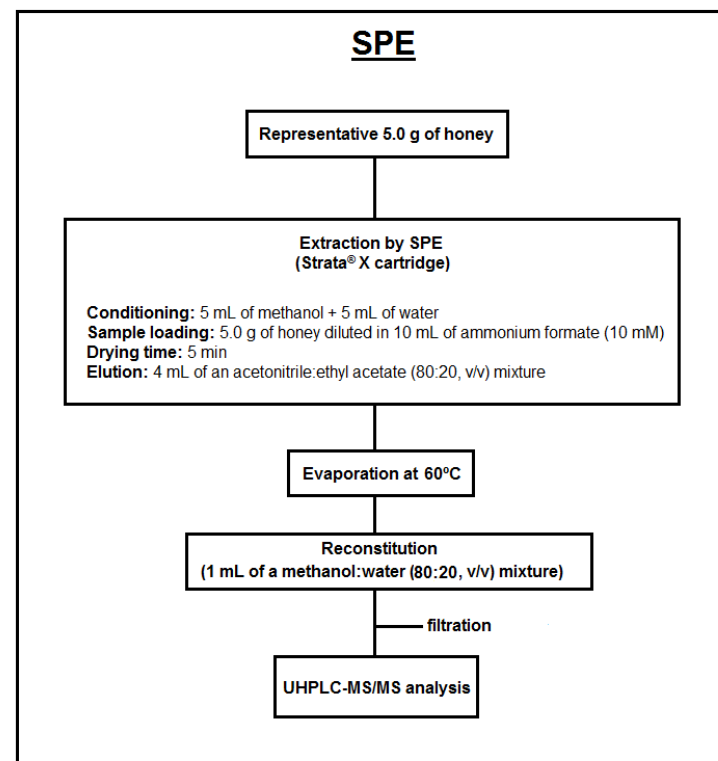 SPE
Representative 5.0 g of honey
Extraction by SPE
(Strata® X cartridge)
Conditioning: 5 mL of methanol + 5 mL of water
Sample loading: 5.0 g of honey diluted in 10 mL of ammonium formate (10 mM)
Drying time: 5 min
Elution: 4 mL of an acetonitrile:ethyl acetate (80:20, v/v) mixture
Evaporation at 60ºC
Reconstitution
(1 mL of a methanol:water (80:20, v/v) mixture)
filtration
UHPLC-MS/MS analysis